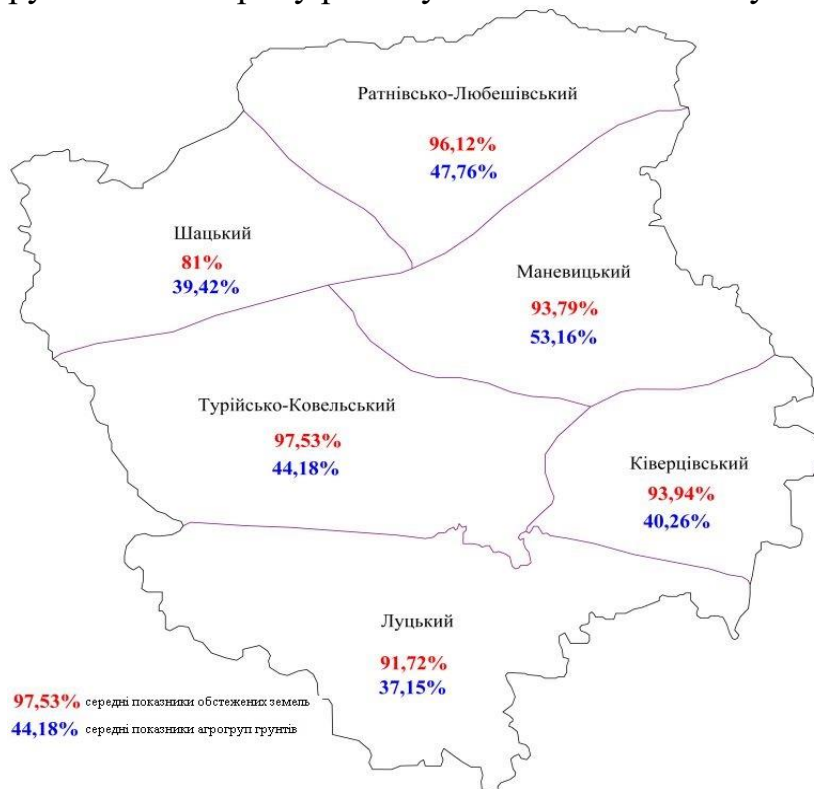 Ратнівсько-Любешівський
96,12%
47,76%
Шацький
81%
39,42%
Маневицький
93,79%
53,16%
Турійсько-Ковельський
97,53%
44,18%
Ківерцівський
93,94%
40,26%
Луцький
91,72%
37,15%
97,53% середні показники обстежених земель
44,18% середні показники агрогруп грунтів